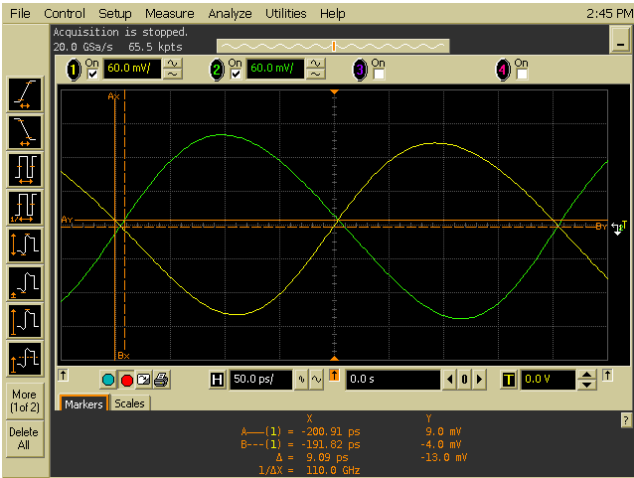 File Control Setup Measure Analyze Utilities Help 2:45 PM
Acquisition is stopped.
20.0 GSa/s 65.5 kpts
1 On 60.0 mV/ 2 On 60.0 mV/ 3 On 4 On
Ax
Ay
By T
Bx
H 50.0 ps/ 0.0 s 0 T 0.0 V
More
(1of 2)
Delete
All
Markers Scales
?
X Y
A———(1) = -200.91 ps 9.0 mV
B---(1) = -191.82 ps -4.0 mV
Δ = 9.09 ps -13.0 mV
1/ΔX = 110.0 GHz